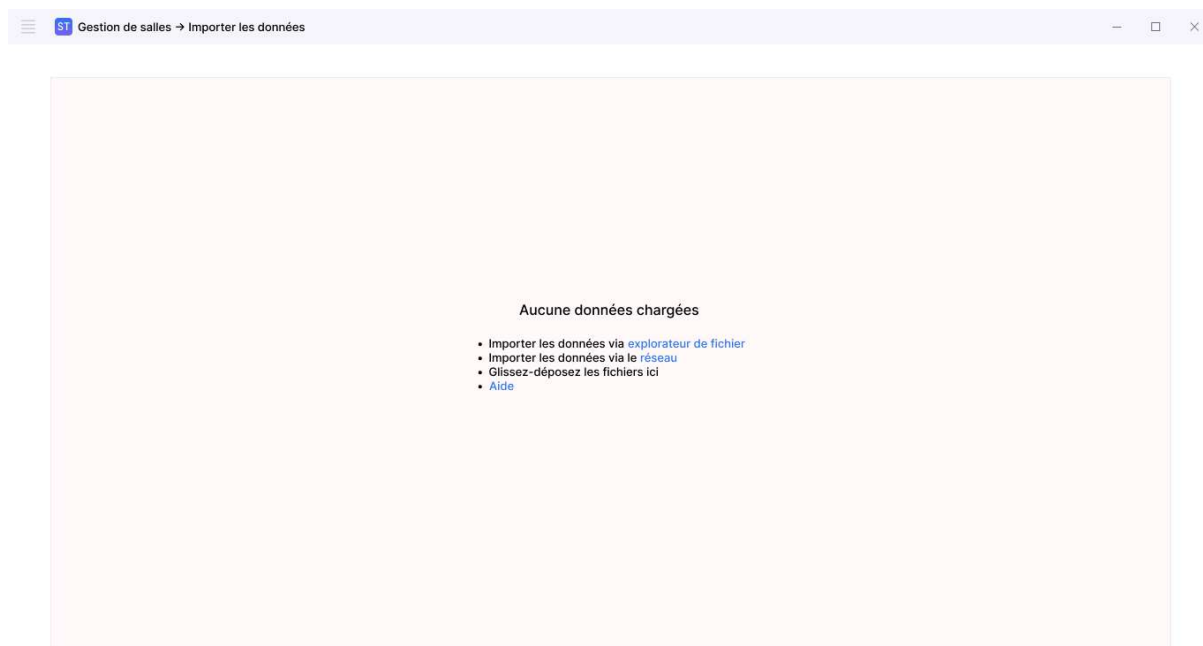 ST Gestion de salles → Importer les données
Aucune données chargées
• Importer les données via explorateur de fichier
• Importer les données via le réseau
• Glissez-déposez les fichiers ici
• Aide